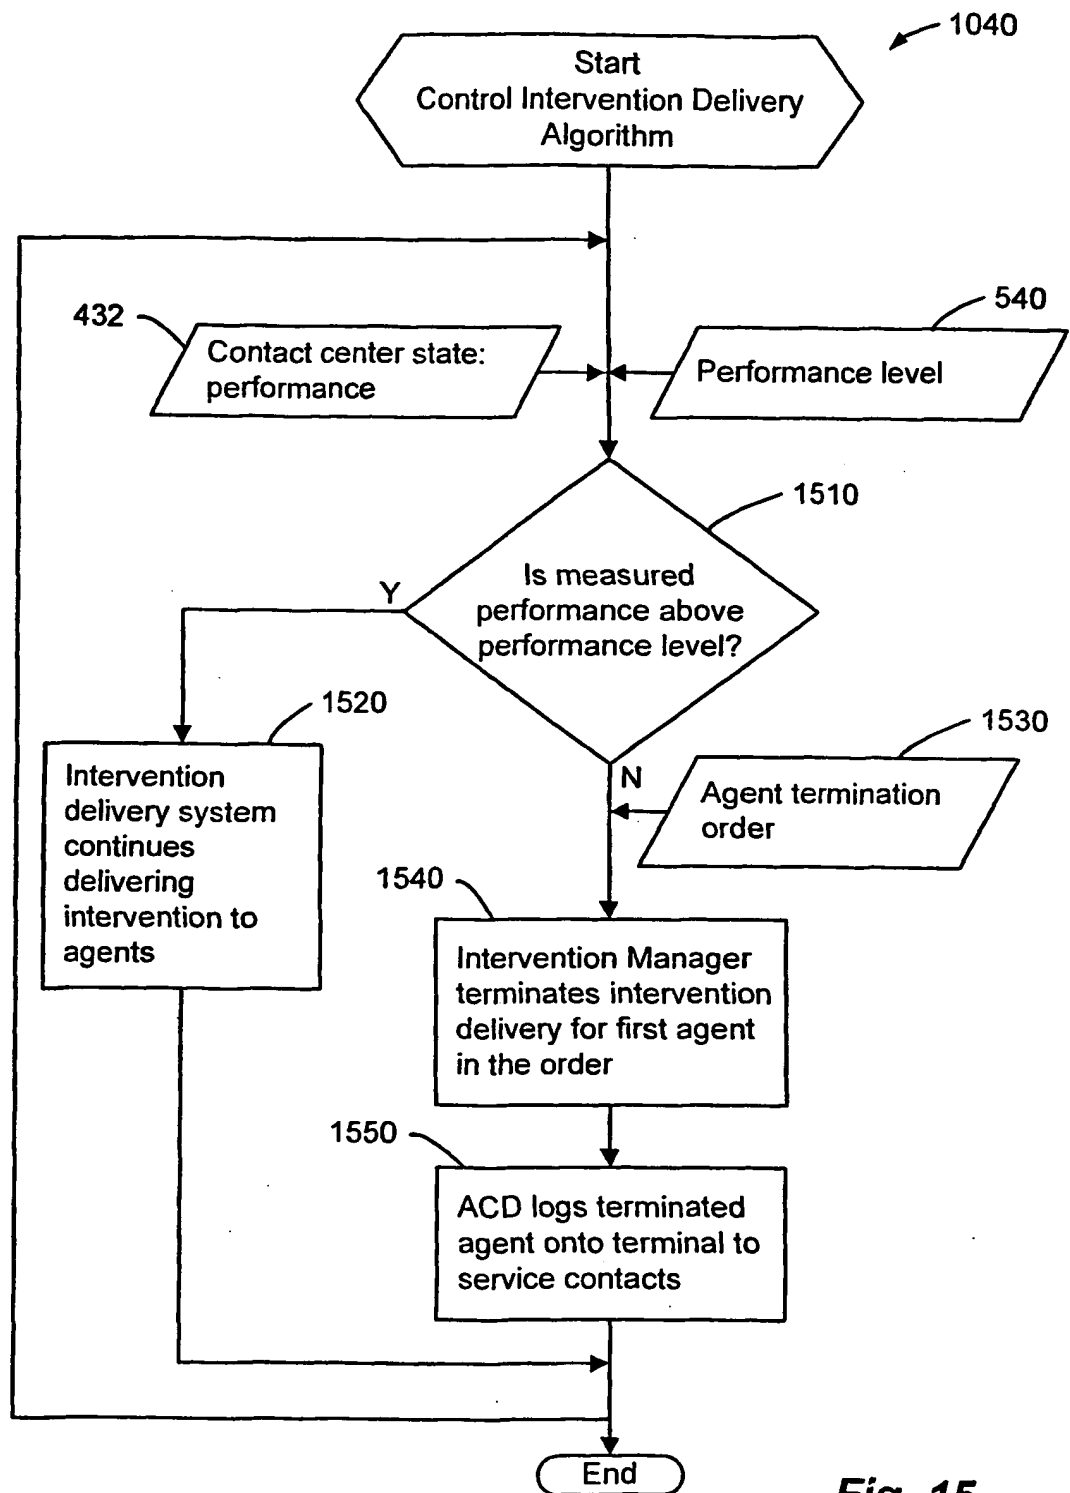 1040
Start
Control Intervention Delivery
Algorithm
432
540
Contact center state:
performance
Performance level
1510
Is measured
performance above
performance level?
Y
1520
1530
N
Intervention
delivery system
continues
delivering
intervention to
agents
Agent termination
order
1540
Intervention Manager
terminates intervention
delivery for first agent
in the order
1550
ACD logs terminated
agent onto terminal to
service contacts
End
Fig. 15